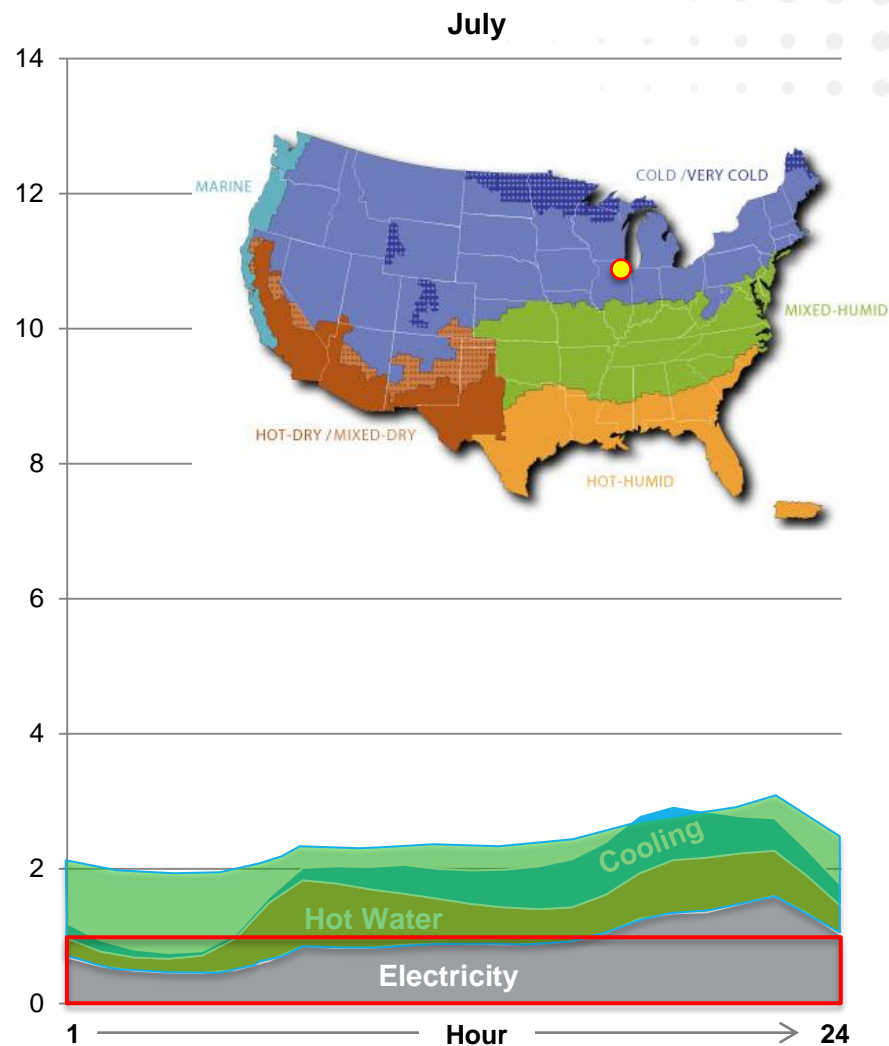 July
14
12
10
8
6
4
2
0
MARINE
COLD / VERY COLD
MIXED-HUMID
HOT-DRY / MIXED-DRY
HOT-HUMID
Cooling
Hot Water
Electricity
1 Hour 24